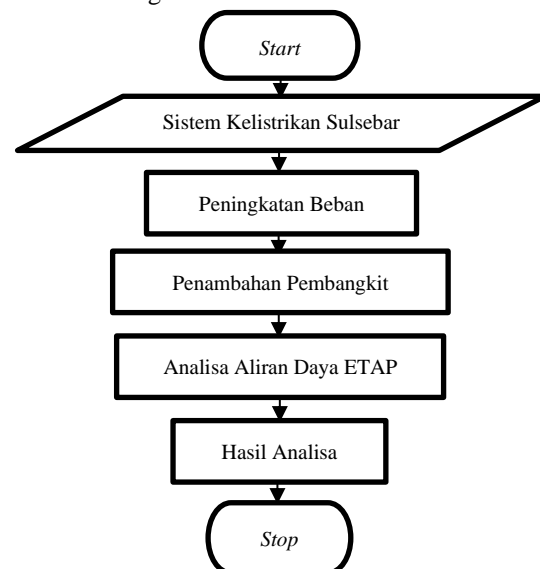 Start
Sistem Kelistrikan Sulsebar
Peningkatan Beban
Penambahan Pembangkit
Analisa Aliran Daya ETAP
Hasil Analisa
Stop